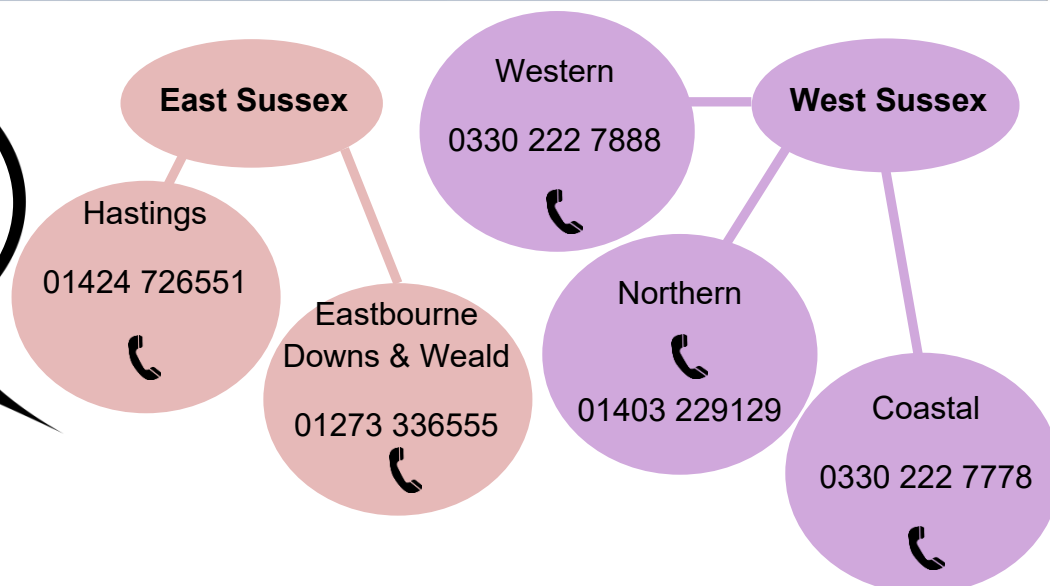 East Sussex
Hastings
01424 726551
Eastbourne
Downs & Weald
01273 336555
West Sussex
Western
0330 222 7888
Northern
01403 229129
Coastal
0330 222 7778